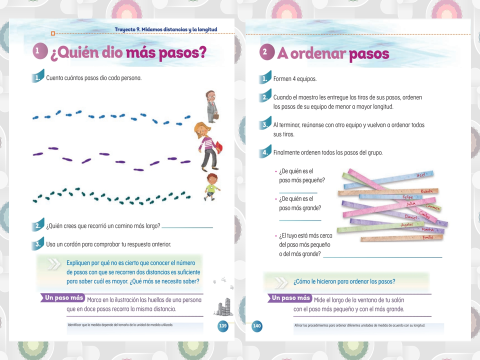 Trayecto 9. Midamos distancias y la longitud
1 ¿Quién dio más pasos?
1. Cuenta cuántos pasos dio cada persona.
2. ¿Quién crees que recorrió un camino más largo?
3. Usa un cordón para comprobar tu respuesta anterior.
Expliquen por qué no es cierto que conocer el número
de pasos con que se recorren dos distancias es suficiente
para saber cuál es mayor. ¿Qué más se necesita saber?
Un paso más Marca en la ilustración las huellas de una persona
que en doce pasos recorra la misma distancia.
Identificar que la medida depende del tamaño de la unidad de medida utilizada
139
2 A ordenar pasos
1. Formen 4 equipos.
2. Cuando el maestro les entregue las tiras de sus pasos, ordenen
los pasos de su equipo de menor a mayor longitud.
3. Al terminar, reúnanse con otro equipo y vuelvan a ordenar todas
sus tiras.
4. Finalmente ordenen todos los pasos del grupo.
• ¿De quién es el
paso más pequeño?
• ¿De quién es el
paso más grande?
• ¿El tuyo está más cerca
del paso más pequeño
o del más grande?
¿Cómo le hicieron para ordenar los pasos?
Un paso más Mide el largo de la ventana de tu salón
con el paso más pequeño y con el más grande.
140